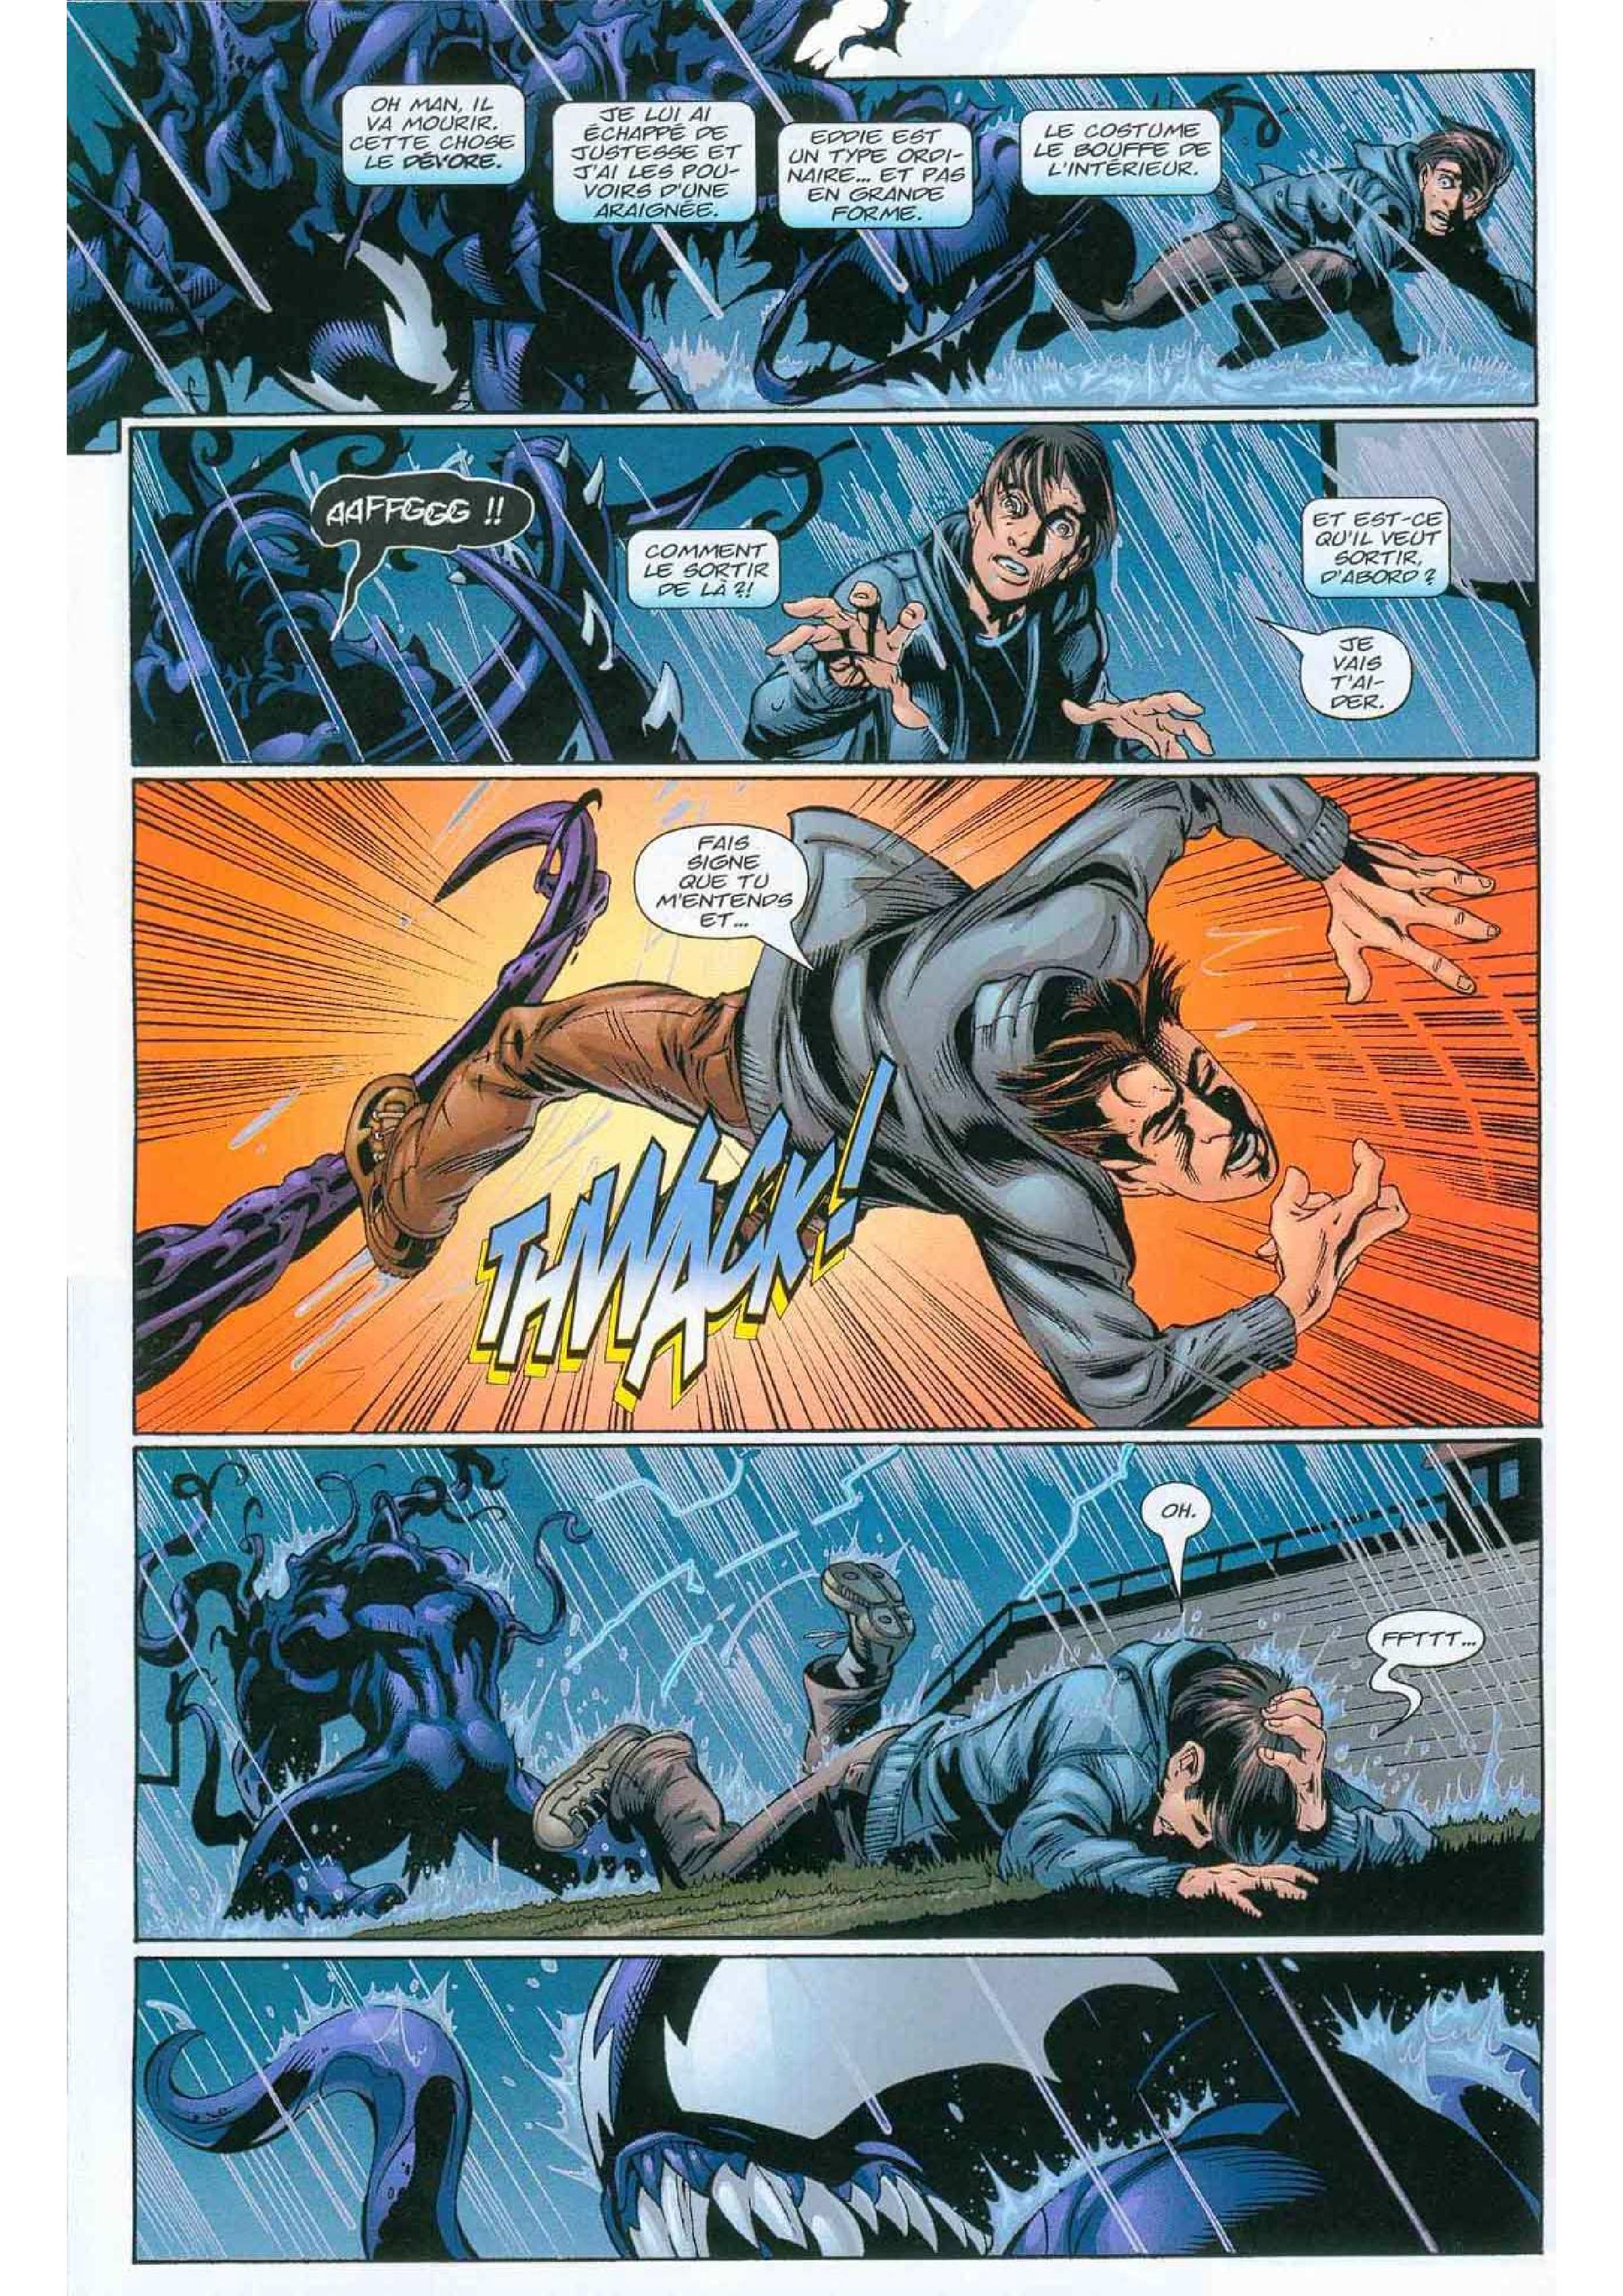 OH MAN, IL
VA MOURIR.
CETTE CHOSE
LE DÉVORE.
JE LUI AI
ÉCHAPPÉ DE
JUSTESSE ET
J'AI LES POU-
VOIRS D'UNE
ARAIGNÉE.
EDDIE EST
UN TYPE ORDI-
NAIRE... ET PAS
EN GRANDE
FORME.
LE COSTUME
LE BOUFFE DE
L'INTÉRIEUR.
AAFFGGG !!
COMMENT
LE SORTIR
DE LÀ ?!
ET EST-CE
QU'IL VEUT
SORTIR,
D'ABORD ?
JE
VAIS
T'AI-
DER.
FAIS
SIGNE
QUE TU
M'ENTENDS
ET...
THWACK!
OH.
FFTTT...